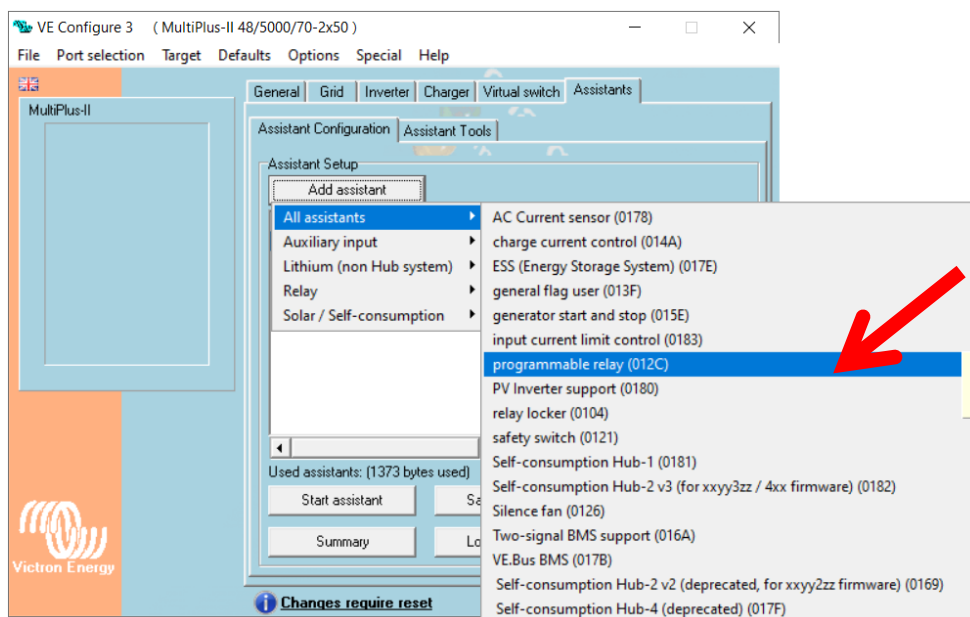 VE Configure 3 ( MultiPlus-II 48/5000/70-2x50 )
File Port selection Target Defaults Options Special Help
MultiPlus-II
General Grid Inverter Charger Virtual switch Assistants
Assistant Configuration Assistant Tools
Assistant Setup
Add assistant
All assistants
Auxiliary input
Lithium (non Hub system)
Relay
Solar / Self-consumption
AC Current sensor (0178)
charge current control (014A)
ESS (Energy Storage System) (017E)
general flag user (013F)
generator start and stop (015E)
input current limit control (0183)
programmable relay (012C)
PV Inverter support (0180)
relay locker (0104)
safety switch (0121)
Self-consumption Hub-1 (0181)
Self-consumption Hub-2 v3 (for xxyy3zz / 4xx firmware) (0182)
Silence fan (0126)
Two-signal BMS support (016A)
VE.Bus BMS (017B)
Self-consumption Hub-2 v2 (deprecated, for xxyy2zz firmware) (0169)
Self-consumption Hub-4 (deprecated) (017F)
Used assistants: (1373 bytes used)
Start assistant Sa
Summary Lo
Victron Energy
Changes require reset